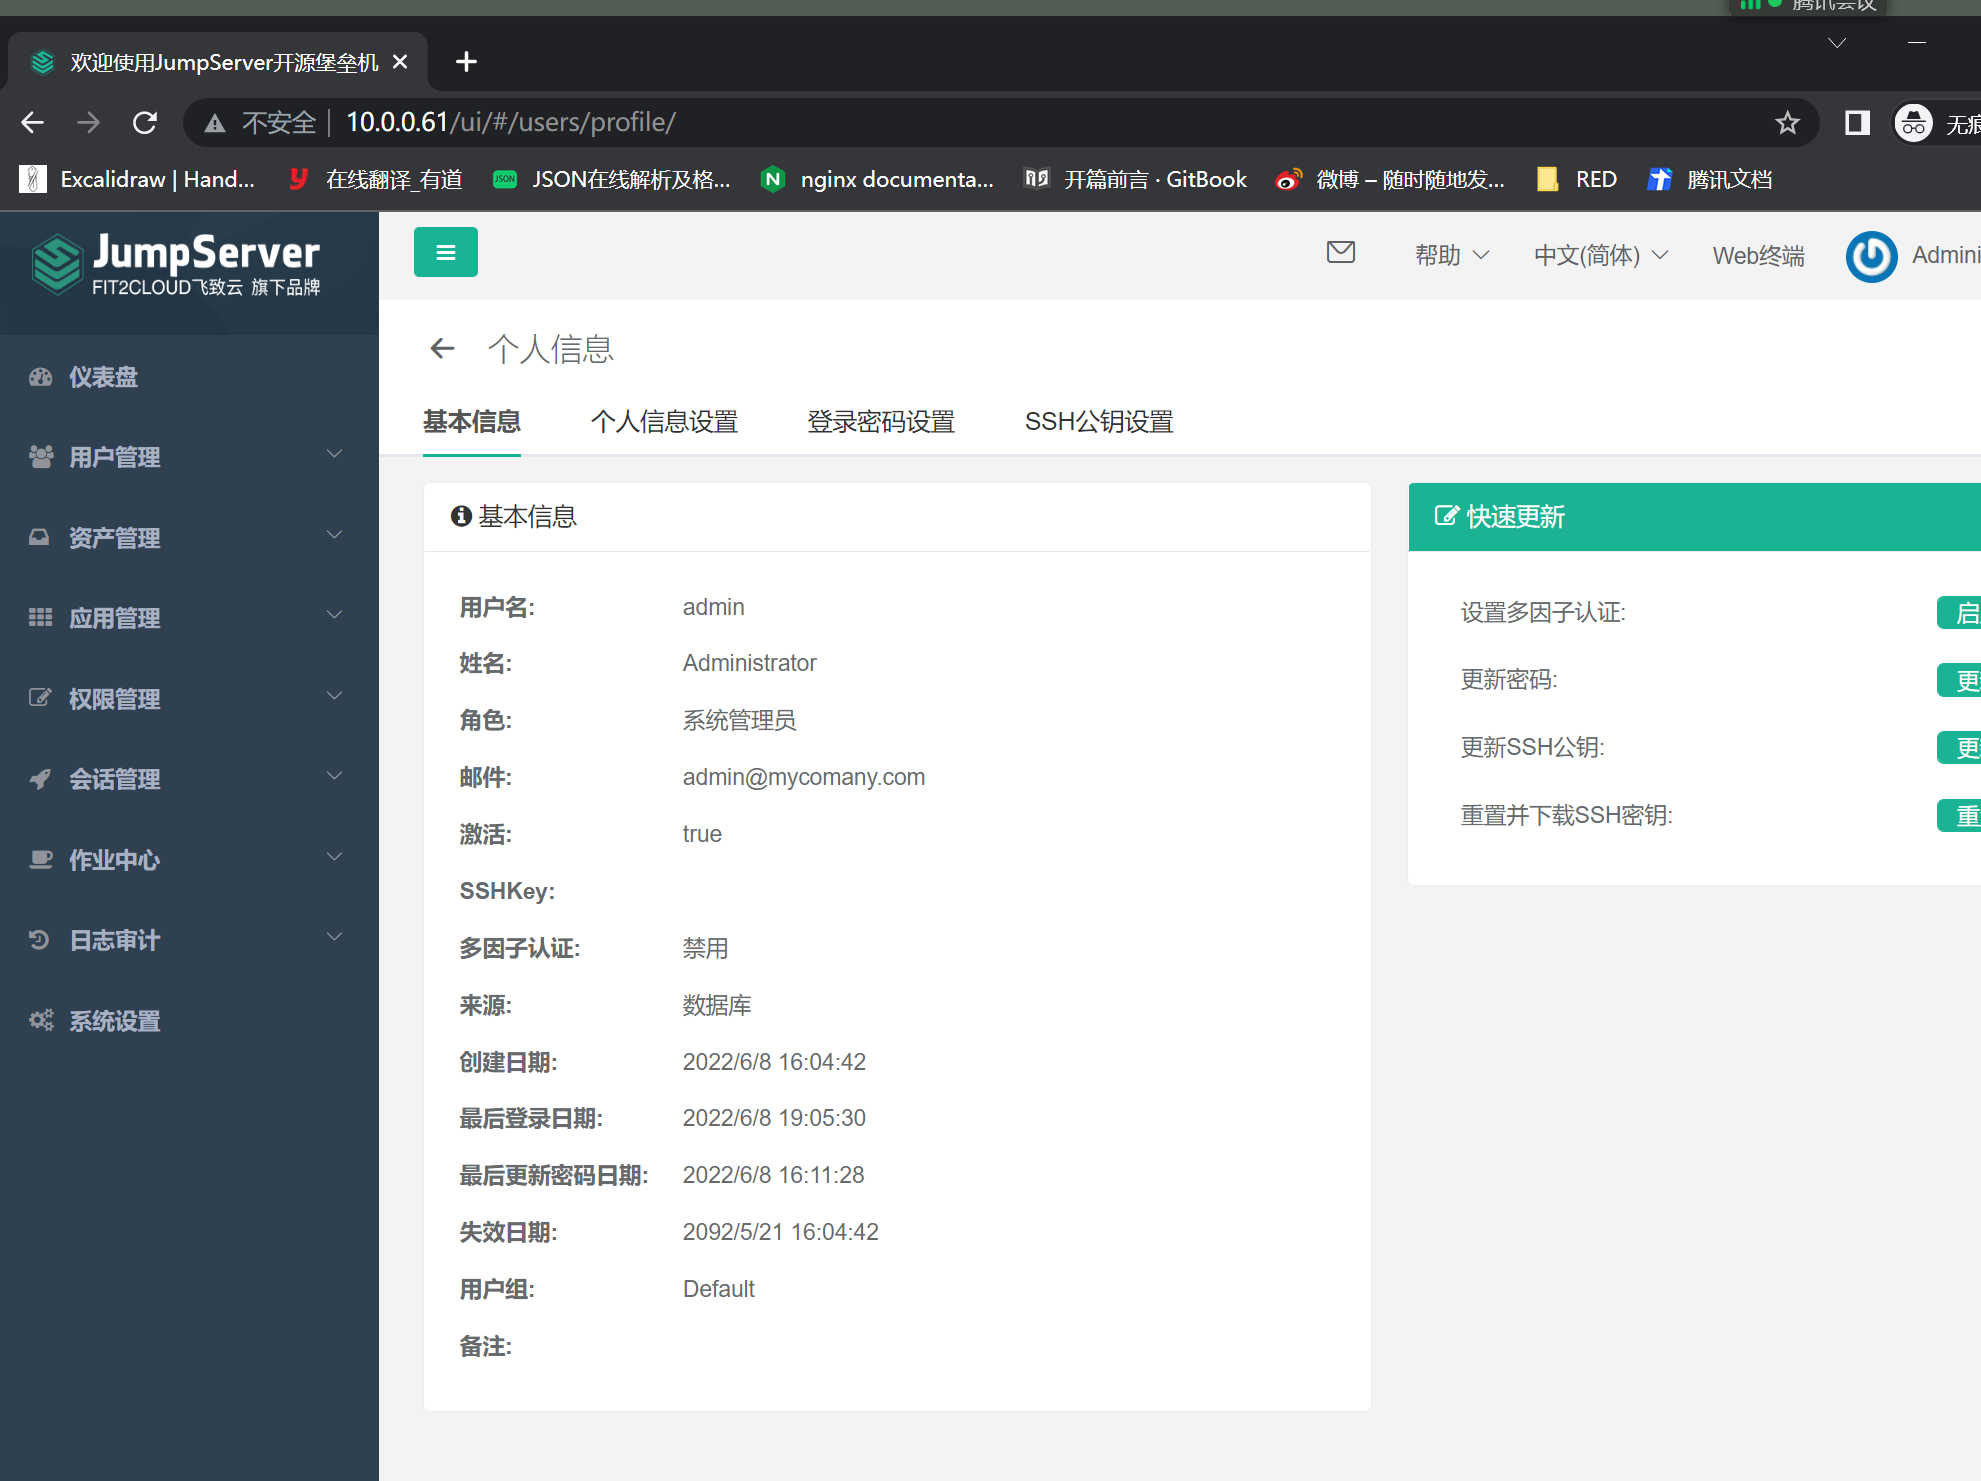 腾讯会议
欢迎使用JumpServer开源堡垒机
不安全 10.0.0.61/ui/#/users/profile/
Excalidraw | Hand... 在线翻译_有道 JSON在线解析及格... nginx documenta... 开篇前言 · GitBook 微博 – 随时随地发... RED 腾讯文档
JumpServer
FIT2CLOUD飞致云 旗下品牌
帮助 中文(简体) Web终端 Admini
个人信息
仪表盘
用户管理
资产管理
应用管理
权限管理
会话管理
作业中心
日志审计
系统设置
基本信息 个人信息设置 登录密码设置 SSH公钥设置
基本信息
用户名: admin
姓名: Administrator
角色: 系统管理员
邮件: admin@mycomany.com
激活: true
SSHKey:
多因子认证: 禁用
来源: 数据库
创建日期: 2022/6/8 16:04:42
最后登录日期: 2022/6/8 19:05:30
最后更新密码日期: 2022/6/8 16:11:28
失效日期: 2092/5/21 16:04:42
用户组: Default
备注:
快速更新
设置多因子认证: 启
更新密码: 更
更新SSH公钥: 更
重置并下载SSH密钥: 重